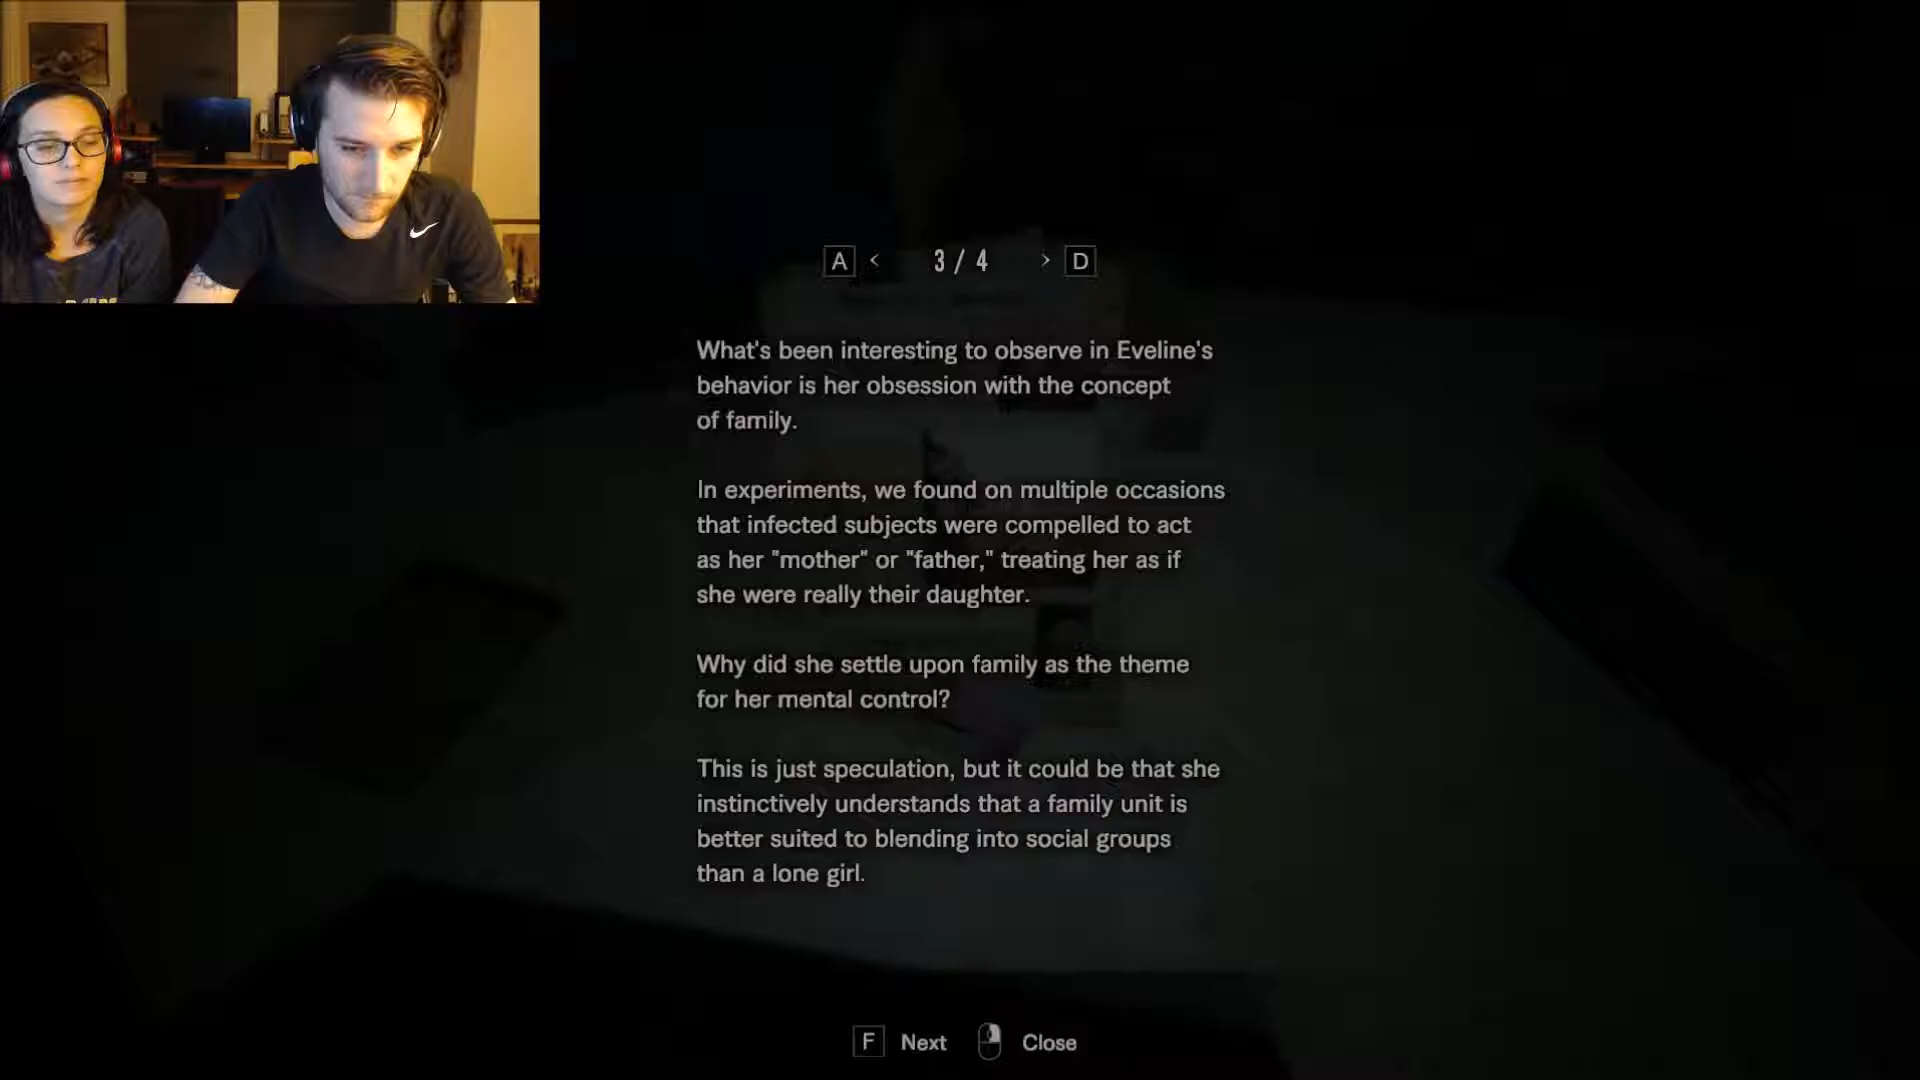 A < 3 / 4 > D
What's been interesting to observe in Eveline's
behavior is her obsession with the concept
of family.
In experiments, we found on multiple occasions
that infected subjects were compelled to act
as her "mother" or "father," treating her as if
she were really their daughter.
Why did she settle upon family as the theme
for her mental control?
This is just speculation, but it could be that she
instinctively understands that a family unit is
better suited to blending into social groups
than a lone girl.
F Next Close